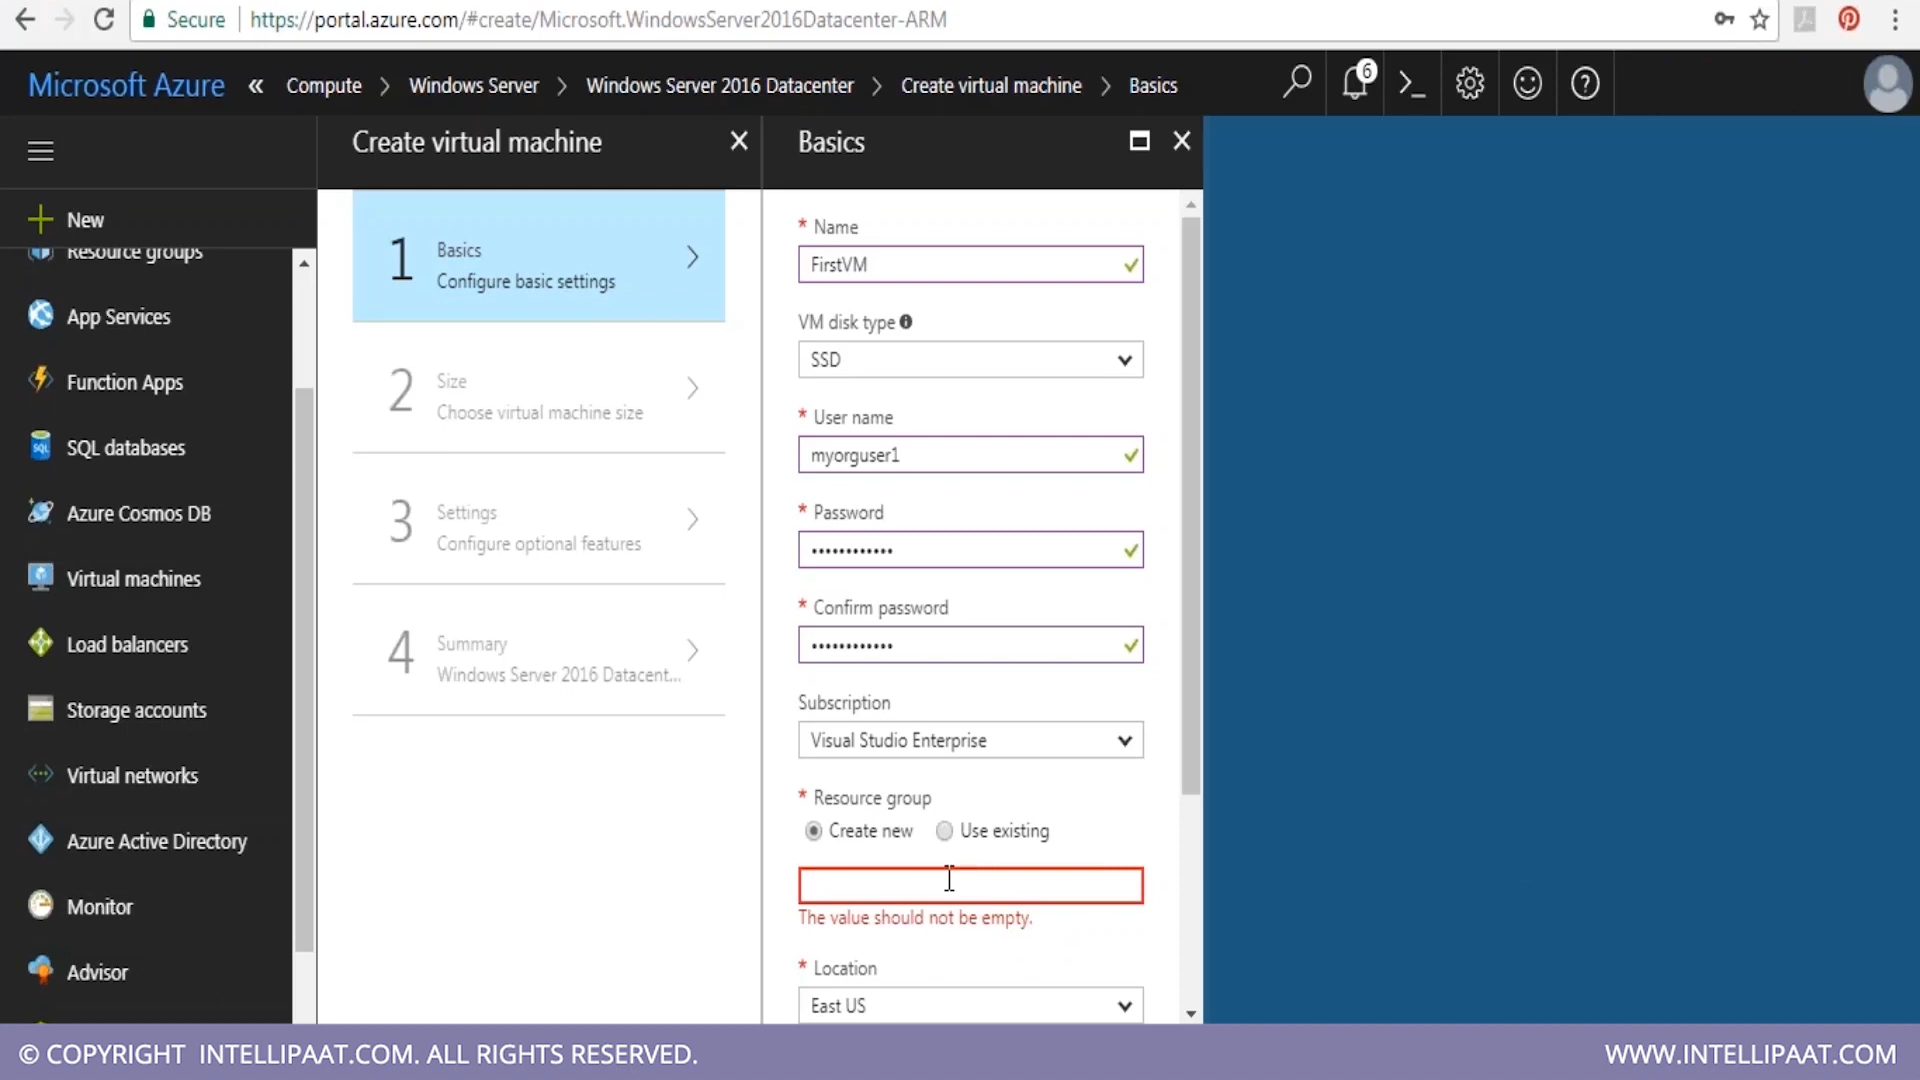 Secure https://portal.azure.com/#create/Microsoft.WindowsServer2016Datacenter-ARM
Microsoft Azure « Compute > Windows Server > Windows Server 2016 Datacenter > Create virtual machine > Basics
6
New
Resource groups
App Services
Function Apps
SQL databases
SQL
Azure Cosmos DB
Virtual machines
Load balancers
Storage accounts
Virtual networks
Azure Active Directory
Monitor
Advisor
Create virtual machine
1 Basics
Configure basic settings
2 Size
Choose virtual machine size
3 Settings
Configure optional features
4 Summary
Windows Server 2016 Datacent...
Basics
* Name
FirstVM
VM disk type
SSD
* User name
myorguser1
* Password
••••••••••••
* Confirm password
••••••••••••
Subscription
Visual Studio Enterprise
* Resource group
Create new Use existing
The value should not be empty.
* Location
East US
© COPYRIGHT INTELLIPAAT.COM. ALL RIGHTS RESERVED.
WWW.INTELLIPAAT.COM